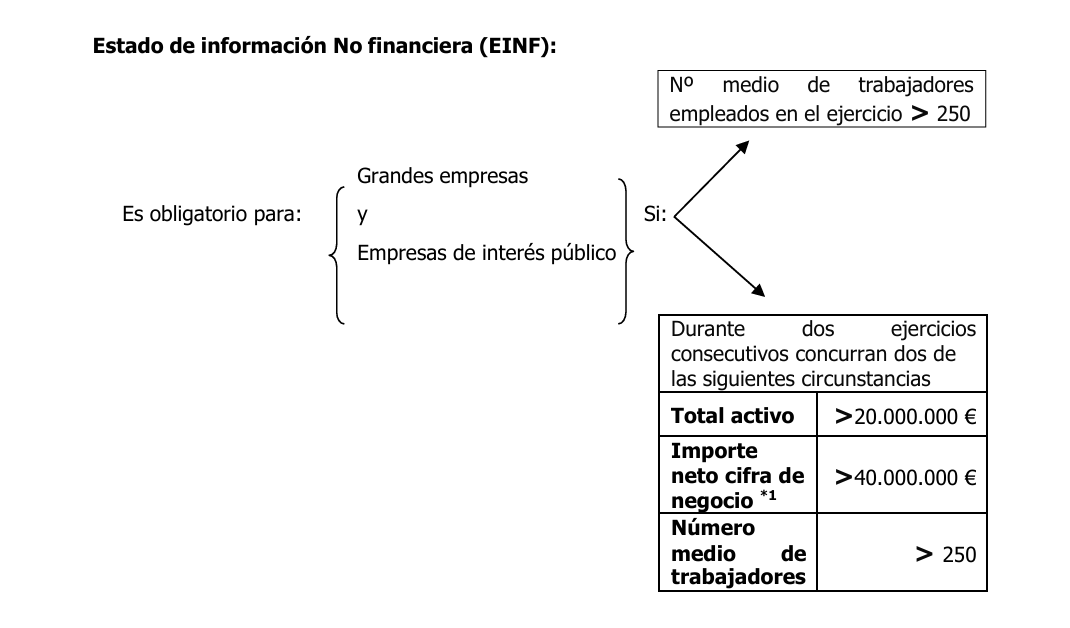 Estado de información No financiera (EINF):
Nº medio de trabajadores
empleados en el ejercicio > 250
Grandes empresas
Es obligatorio para:
y
Si:
Empresas de interés público
Durante dos ejercicios
consecutivos concurran dos de
las siguientes circunstancias
Total activo
>20.000.000 €
Importe
neto cifra de
negocio *1
>40.000.000 €
Número
medio de
trabajadores
> 250